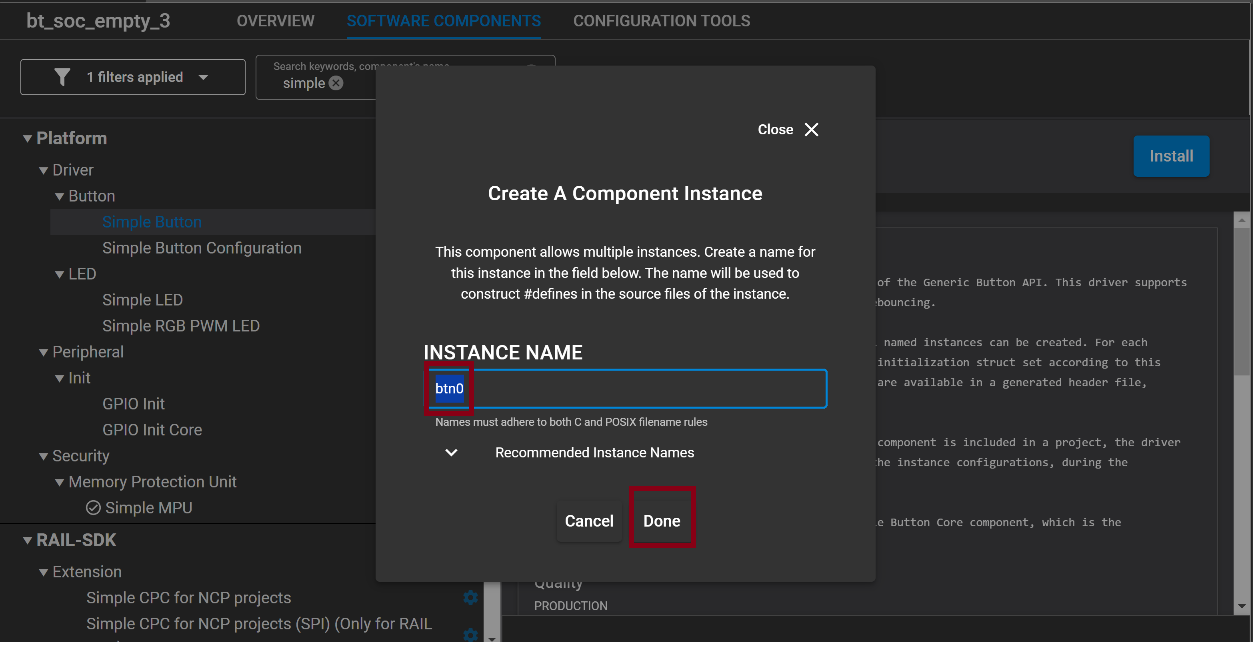 bt_soc_empty_3
OVERVIEW
SOFTWARE COMPONENTS
CONFIGURATION TOOLS
1 filters applied
Search keywords, component's name
simple
Platform
Driver
Button
Simple Button
Simple Button Configuration
LED
Simple LED
Simple RGB PWM LED
Peripheral
Init
GPIO Init
GPIO Init Core
Security
Memory Protection Unit
Simple MPU
RAIL-SDK
Extension
Simple CPC for NCP projects
Simple CPC for NCP projects (SPI) (Only for RAIL
Close
Create A Component Instance
This component allows multiple instances. Create a name for
this instance in the field below. The name will be used to
construct #defines in the source files of the instance.
INSTANCE NAME
btn0
Names must adhere to both C and POSIX filename rules
Recommended Instance Names
Cancel
Done
Install
of the Generic Button API. This driver supports
bouncing.
named instances can be created. For each
initialization struct set according to this
are available in a generated header file,
component is included in a project, the driver
he instance configurations, during the
e Button Core component, which is the
Quality
PRODUCTION